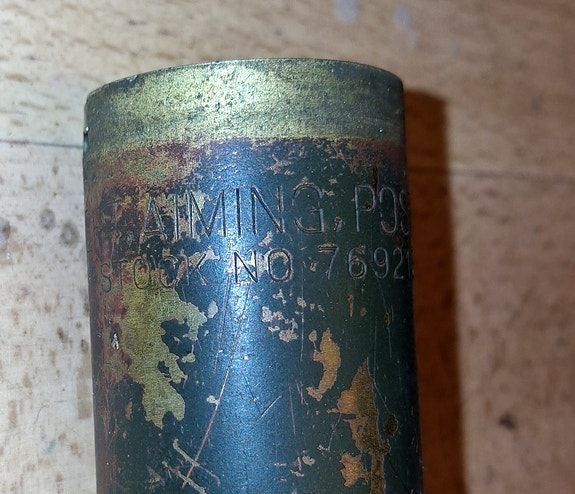 AIMING, POS
STOCK NO 7692